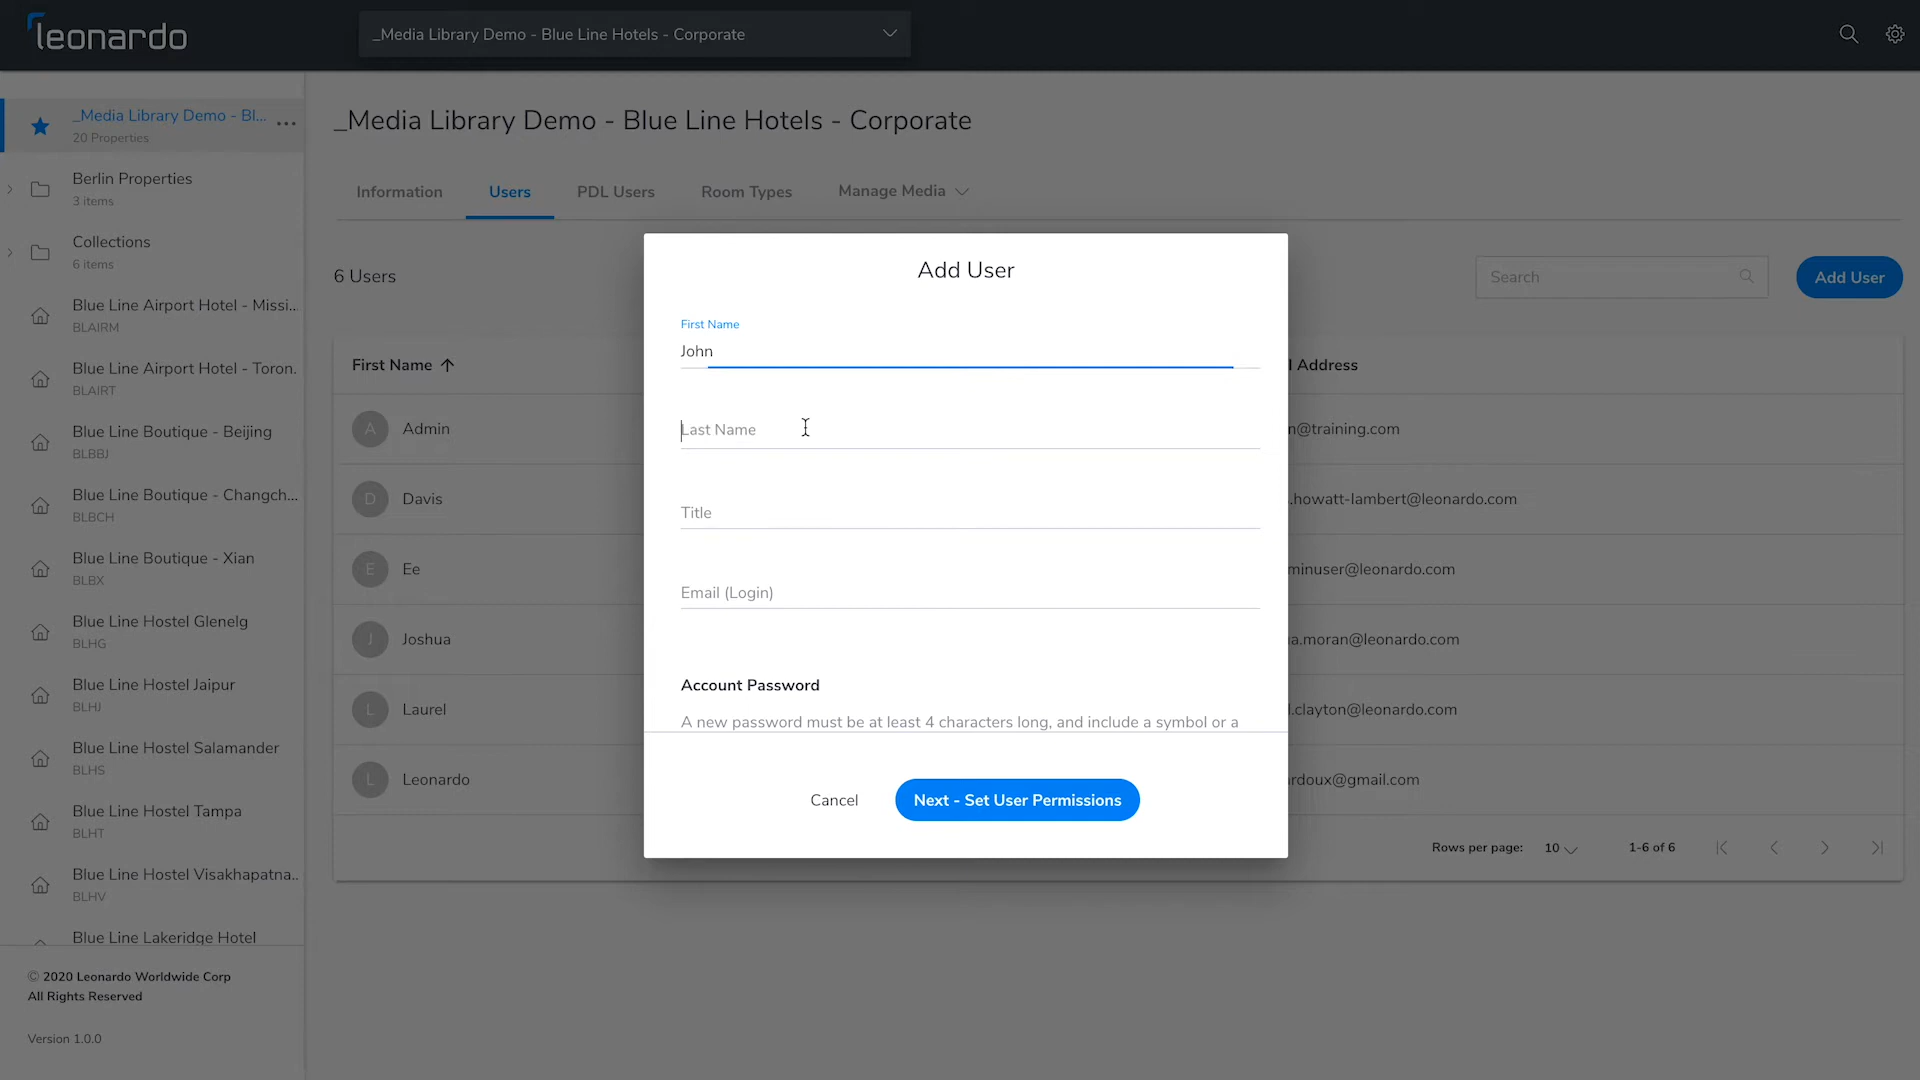 leonardo
_Media Library Demo - Blue Line Hotels - Corporate
_Media Library Demo - Bl...
20 Properties
Berlin Properties
3 items
Collections
6 items
Blue Line Airport Hotel - Missi...
BLAIRM
Blue Line Airport Hotel - Toron.
BLAIRT
Blue Line Boutique - Beijing
BLBBJ
Blue Line Boutique - Changch...
BLBCH
Blue Line Boutique - Xian
BLBX
Blue Line Hostel Glenelg
BLHG
Blue Line Hostel Jaipur
BLHJ
Blue Line Hostel Salamander
BLHS
Blue Line Hostel Tampa
BLHT
Blue Line Hostel Visakhapatna..
BLHV
Blue Line Lakeridge Hotel
© 2020 Leonardo Worldwide Corp
All Rights Reserved
Version 1.0.0
_Media Library Demo - Blue Line Hotels - Corporate
Information Users PDL Users Room Types Manage Media
6 Users
Search
Add User
First Name
l Address
A Admin
n@training.com
D Davis
.howatt-lambert@leonardo.com
E Ee
minuser@leonardo.com
J Joshua
a.moran@leonardo.com
L Laurel
l.clayton@leonardo.com
L Leonardo
rdoux@gmail.com
Rows per page: 10 1-6 of 6
Add User
First Name
John
Last Name
Title
Email (Login)
Account Password
A new password must be at least 4 characters long, and include a symbol or a
Cancel
Next - Set User Permissions